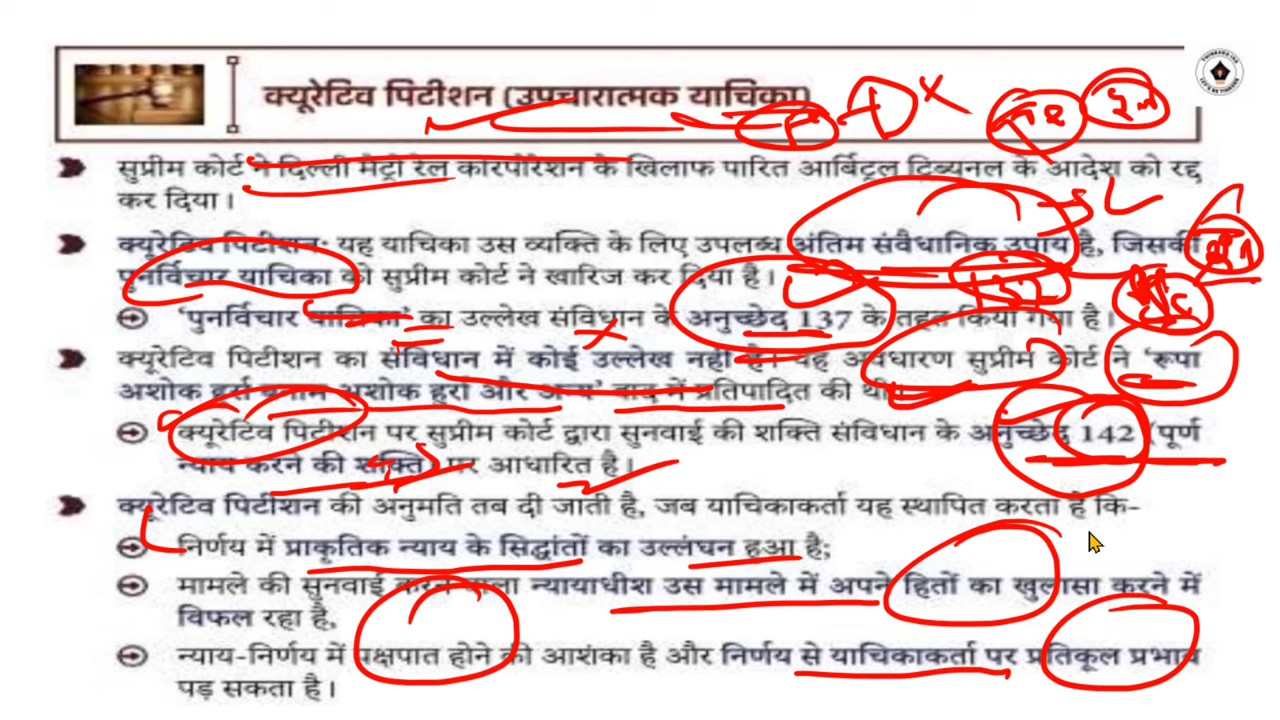 क्यूरेटिव पिटीशन (उपचारात्मक याचिका)
सुप्रीम कोर्ट ने दिल्ली मेट्रो रेल कारपोरेशन के खिलाफ पारित आर्बिट्रल ट्रिब्यूनल के आदेश को रद्द
कर दिया।
क्यूरेटिव पिटीशन: यह याचिका उस व्यक्ति के लिए उपलब्ध अंतिम संवैधानिक उपाय है, जिसकी
पुनर्विचार याचिका को सुप्रीम कोर्ट ने खारिज कर दिया है।
'पुनर्विचार याचिका' का उल्लेख संविधान के अनुच्छेद 137 के तहत किया गया है।
क्यूरेटिव पिटीशन का संविधान में कोई उल्लेख नहीं है। यह अवधारण सुप्रीम कोर्ट ने 'रूपा
अशोक हुर्रा बनाम अशोक हुर्रा और अन्य' वाद में प्रतिपादित की थी।
क्यूरेटिव पिटीशन पर सुप्रीम कोर्ट द्वारा सुनवाई की शक्ति संविधान के अनुच्छेद 142 (पूर्ण
न्याय करने की शक्ति) पर आधारित है।
क्यूरेटिव पिटीशन की अनुमति तब दी जाती है, जब याचिकाकर्ता यह स्थापित करता है कि-
निर्णय में प्राकृतिक न्याय के सिद्धांतों का उल्लंघन हुआ है;
मामले की सुनवाई करने वाला न्यायाधीश उस मामले में अपने हितों का खुलासा करने में
विफल रहा है,
न्याय-निर्णय में पक्षपात होने की आशंका है और निर्णय से याचिकाकर्ता पर प्रतिकूल प्रभाव
पड़ सकता है।